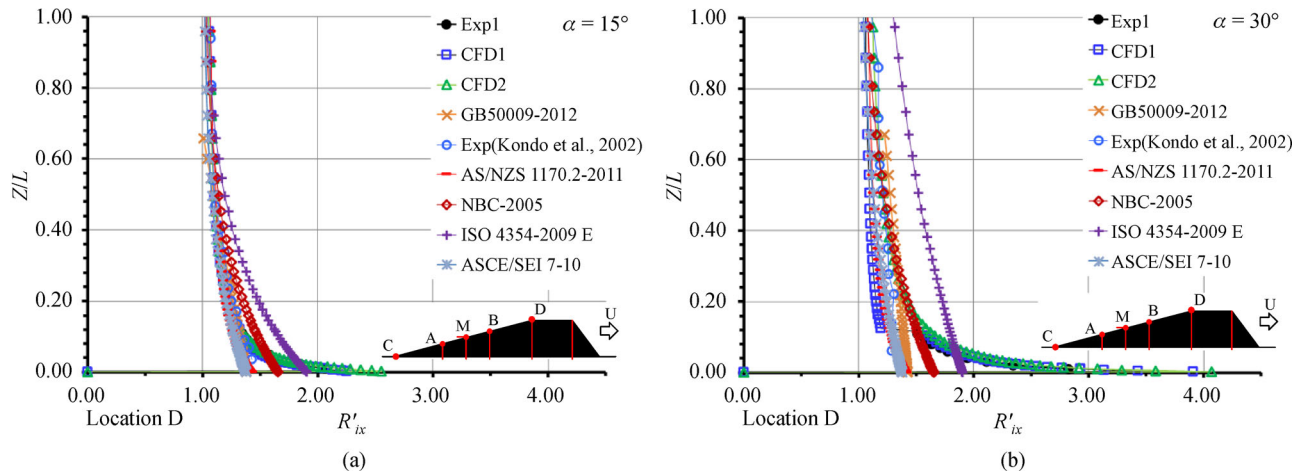 Exp1
α = 15°
CFD1
CFD2
GB50009-2012
Exp(Kondo et al., 2002)
AS/NZS 1170.2-2011
NBC-2005
ISO 4354-2009 E
ASCE/SEI 7-10
Z/L
1.00
0.80
0.60
0.40
0.20
0.00
C
A
M
B
D
U
0.00 1.00 2.00 3.00 4.00
Location D
R'ix
(a)
Exp1
α = 30°
CFD1
CFD2
GB50009-2012
Exp(Kondo et al., 2002)
AS/NZS 1170.2-2011
NBC-2005
ISO 4354-2009 E
ASCE/SEI 7-10
Z/L
1.00
0.80
0.60
0.40
0.20
0.00
C
A
M
B
D
U
0.00 1.00 2.00 3.00 4.00
Location D
R'ix
(b)